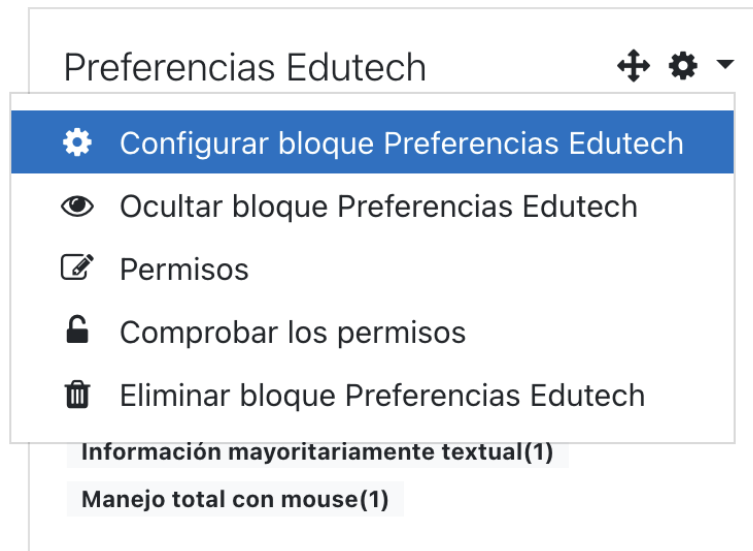 Preferencias Edutech
Configurar bloque Preferencias Edutech
Ocultar bloque Preferencias Edutech
Permisos
Comprobar los permisos
Eliminar bloque Preferencias Edutech
Información mayoritariamente textual(1)
Manejo total con mouse(1)